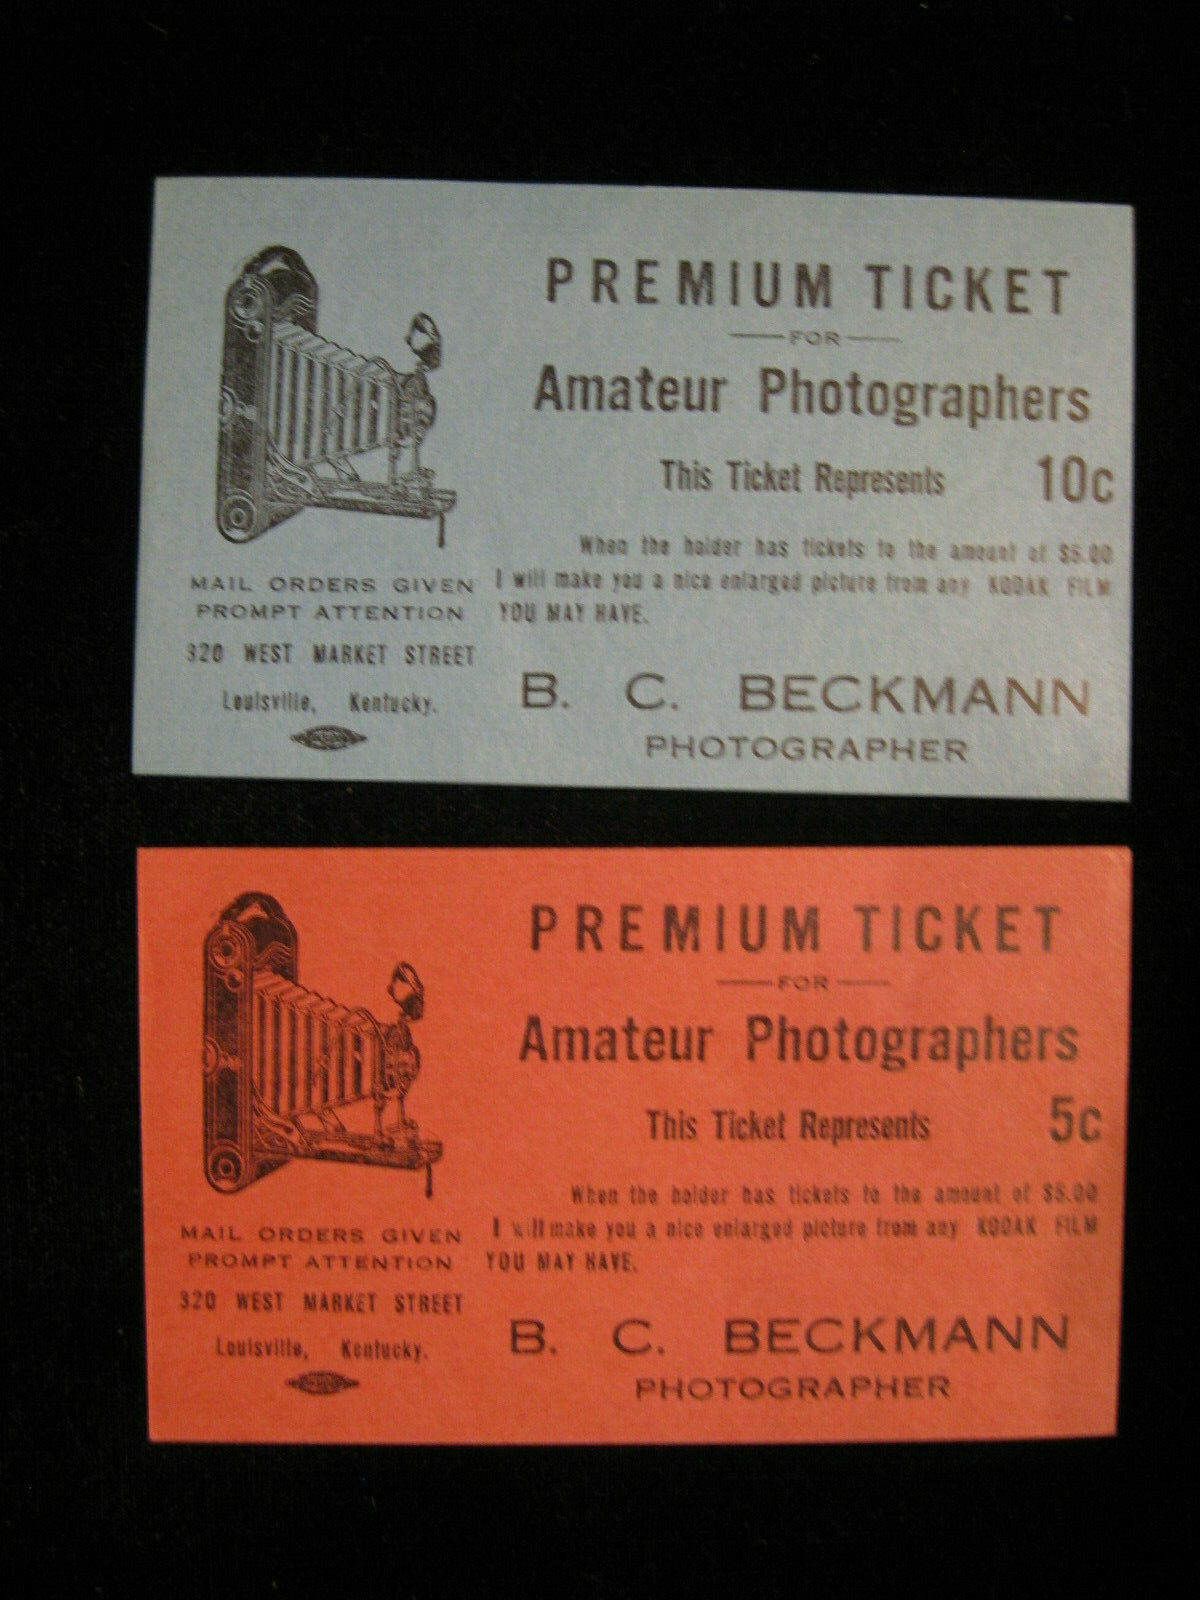 PREMIUM TICKET
FOR
Amateur Photographers
This Ticket Represents 10c
When the holder has tickets to the amount of $5.00
I will make you a nice enlarged picture from any KODAK FILM
YOU MAY HAVE.
B. C. BECKMANN
PHOTOGRAPHER
MAIL ORDERS GIVEN
PROMPT ATTENTION
320 WEST MARKET STREET
Louisville, Kentucky.
PREMIUM TICKET
FOR
Amateur Photographers
This Ticket Represents 5c
When the holder has tickets to the amount of $5.00
I will make you a nice enlarged picture from any KODAK FILM
YOU MAY HAVE.
B. C. BECKMANN
PHOTOGRAPHER
MAIL ORDERS GIVEN
PROMPT ATTENTION
320 WEST MARKET STREET
Louisville, Kentucky.